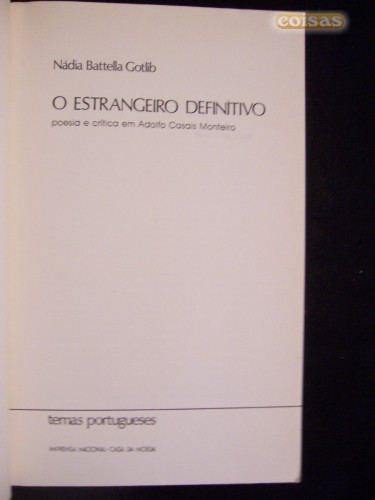 coisas
Nádia Battella Gotlib
O ESTRANGEIRO DEFINITIVO
poesia e crítica em Adolfo Casais Monteiro
temas portugueses
IMPRENSA NACIONAL - CASA DA MOEDA